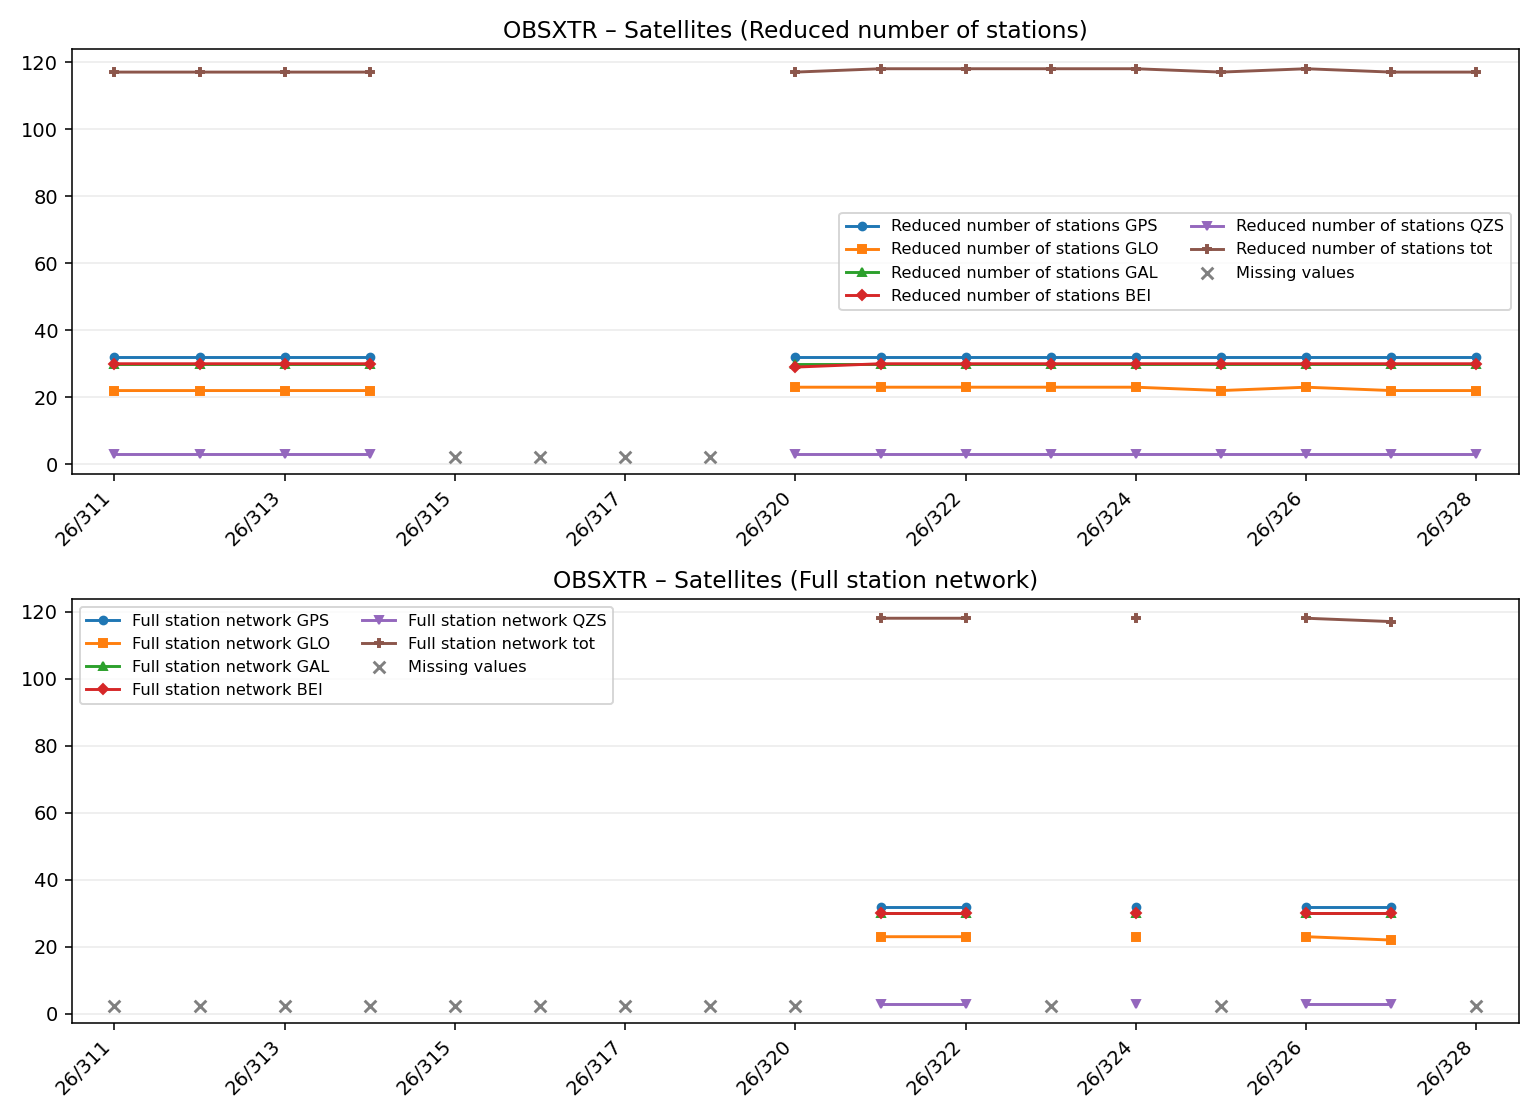 OBSXTR – Satellites (Reduced number of stations)
120
100
80
60
40
20
0
Reduced number of stations GPS
Reduced number of stations GLO
Reduced number of stations GAL
Reduced number of stations BEI
Reduced number of stations QZS
Reduced number of stations tot
Missing values
26/311
26/313
26/315
26/317
26/320
26/322
26/324
26/326
26/328
OBSXTR – Satellites (Full station network)
120
100
80
60
40
20
0
Full station network GPS
Full station network GLO
Full station network GAL
Full station network BEI
Full station network QZS
Full station network tot
Missing values
26/311
26/313
26/315
26/317
26/320
26/322
26/324
26/326
26/328